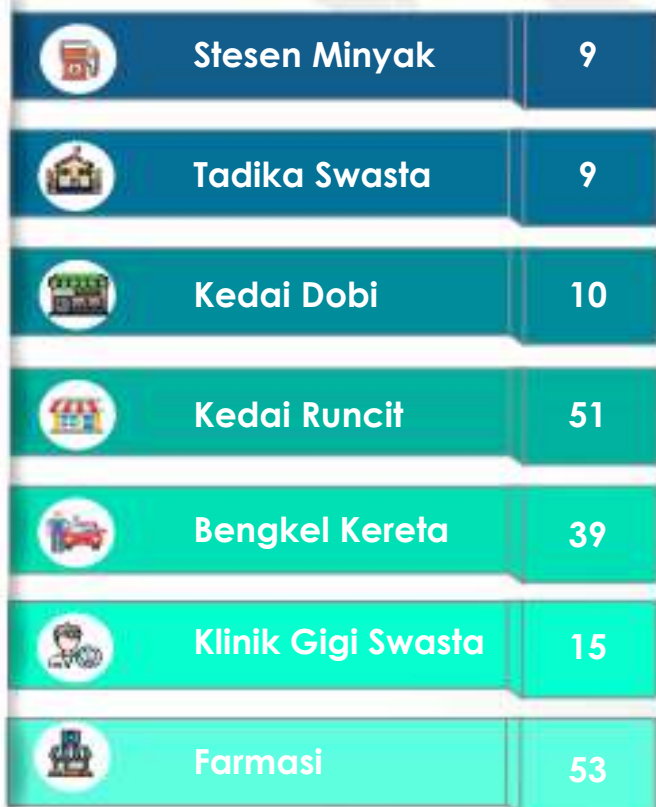 Stesen Minyak 9
Tadika Swasta 9
Kedai Dobi 10
Kedai Runcit 51
Bengkel Kereta 39
Klinik Gigi Swasta 15
Farmasi 53